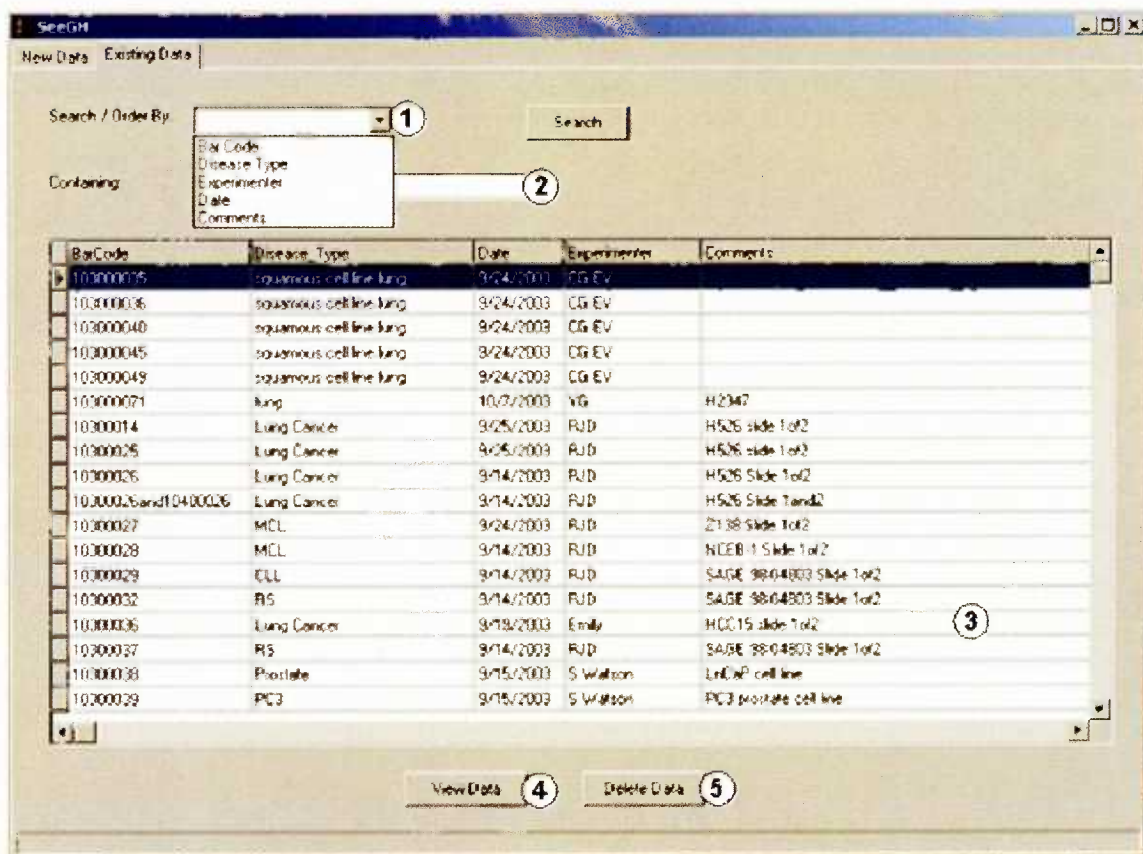 SeeGH
New Data Existing Data
Search / Order By: 1 Search
Bar Code
Disease Type
Containing: Experimenter 2
Date
Comments
BarCode Disease_Type Date Experimenter Comments
103000035 squamous cell line lung 9/24/2003 CG EV
103000036 squamous cell line lung 9/24/2003 CG EV
103000040 squamous cell line lung 9/24/2003 CG EV
103000045 squamous cell line lung 9/24/2003 CG EV
103000049 squamous cell line lung 9/24/2003 CG EV
103000071 lung 10/7/2003 YG H2347
10300014 Lung Cancer 9/25/2003 RJD H526 slide 1of2
10300025 Lung Cancer 9/25/2003 RJD H526 slide 1of2
10300026 Lung Cancer 9/14/2003 RJD H526 Slide 1of2
10300026and10400026 Lung Cancer 9/14/2003 RJD H526 Slide 1and2
10300027 MCL 9/24/2003 RJD Z138 Slide 1of2
10300028 MCL 9/14/2003 RJD NCEB-1 Slide 1of2
10300029 CLL 9/14/2003 RJD SAGE 98-04803 Slide 1of2
10300032 RS 9/14/2003 RJD SAGE 98-04803 Slide 1of2
10300036 Lung Cancer 9/18/2003 Emily HCC15 slide 1of2 3
10300037 RS 9/14/2003 RJD SAGE 98-04803 Slide 1of2
10300038 Prostate 9/15/2003 S Watson LnCaP cell line
10300039 PC3 9/15/2003 S Watson PC3 prostate cell line
View Data 4 Delete Data 5